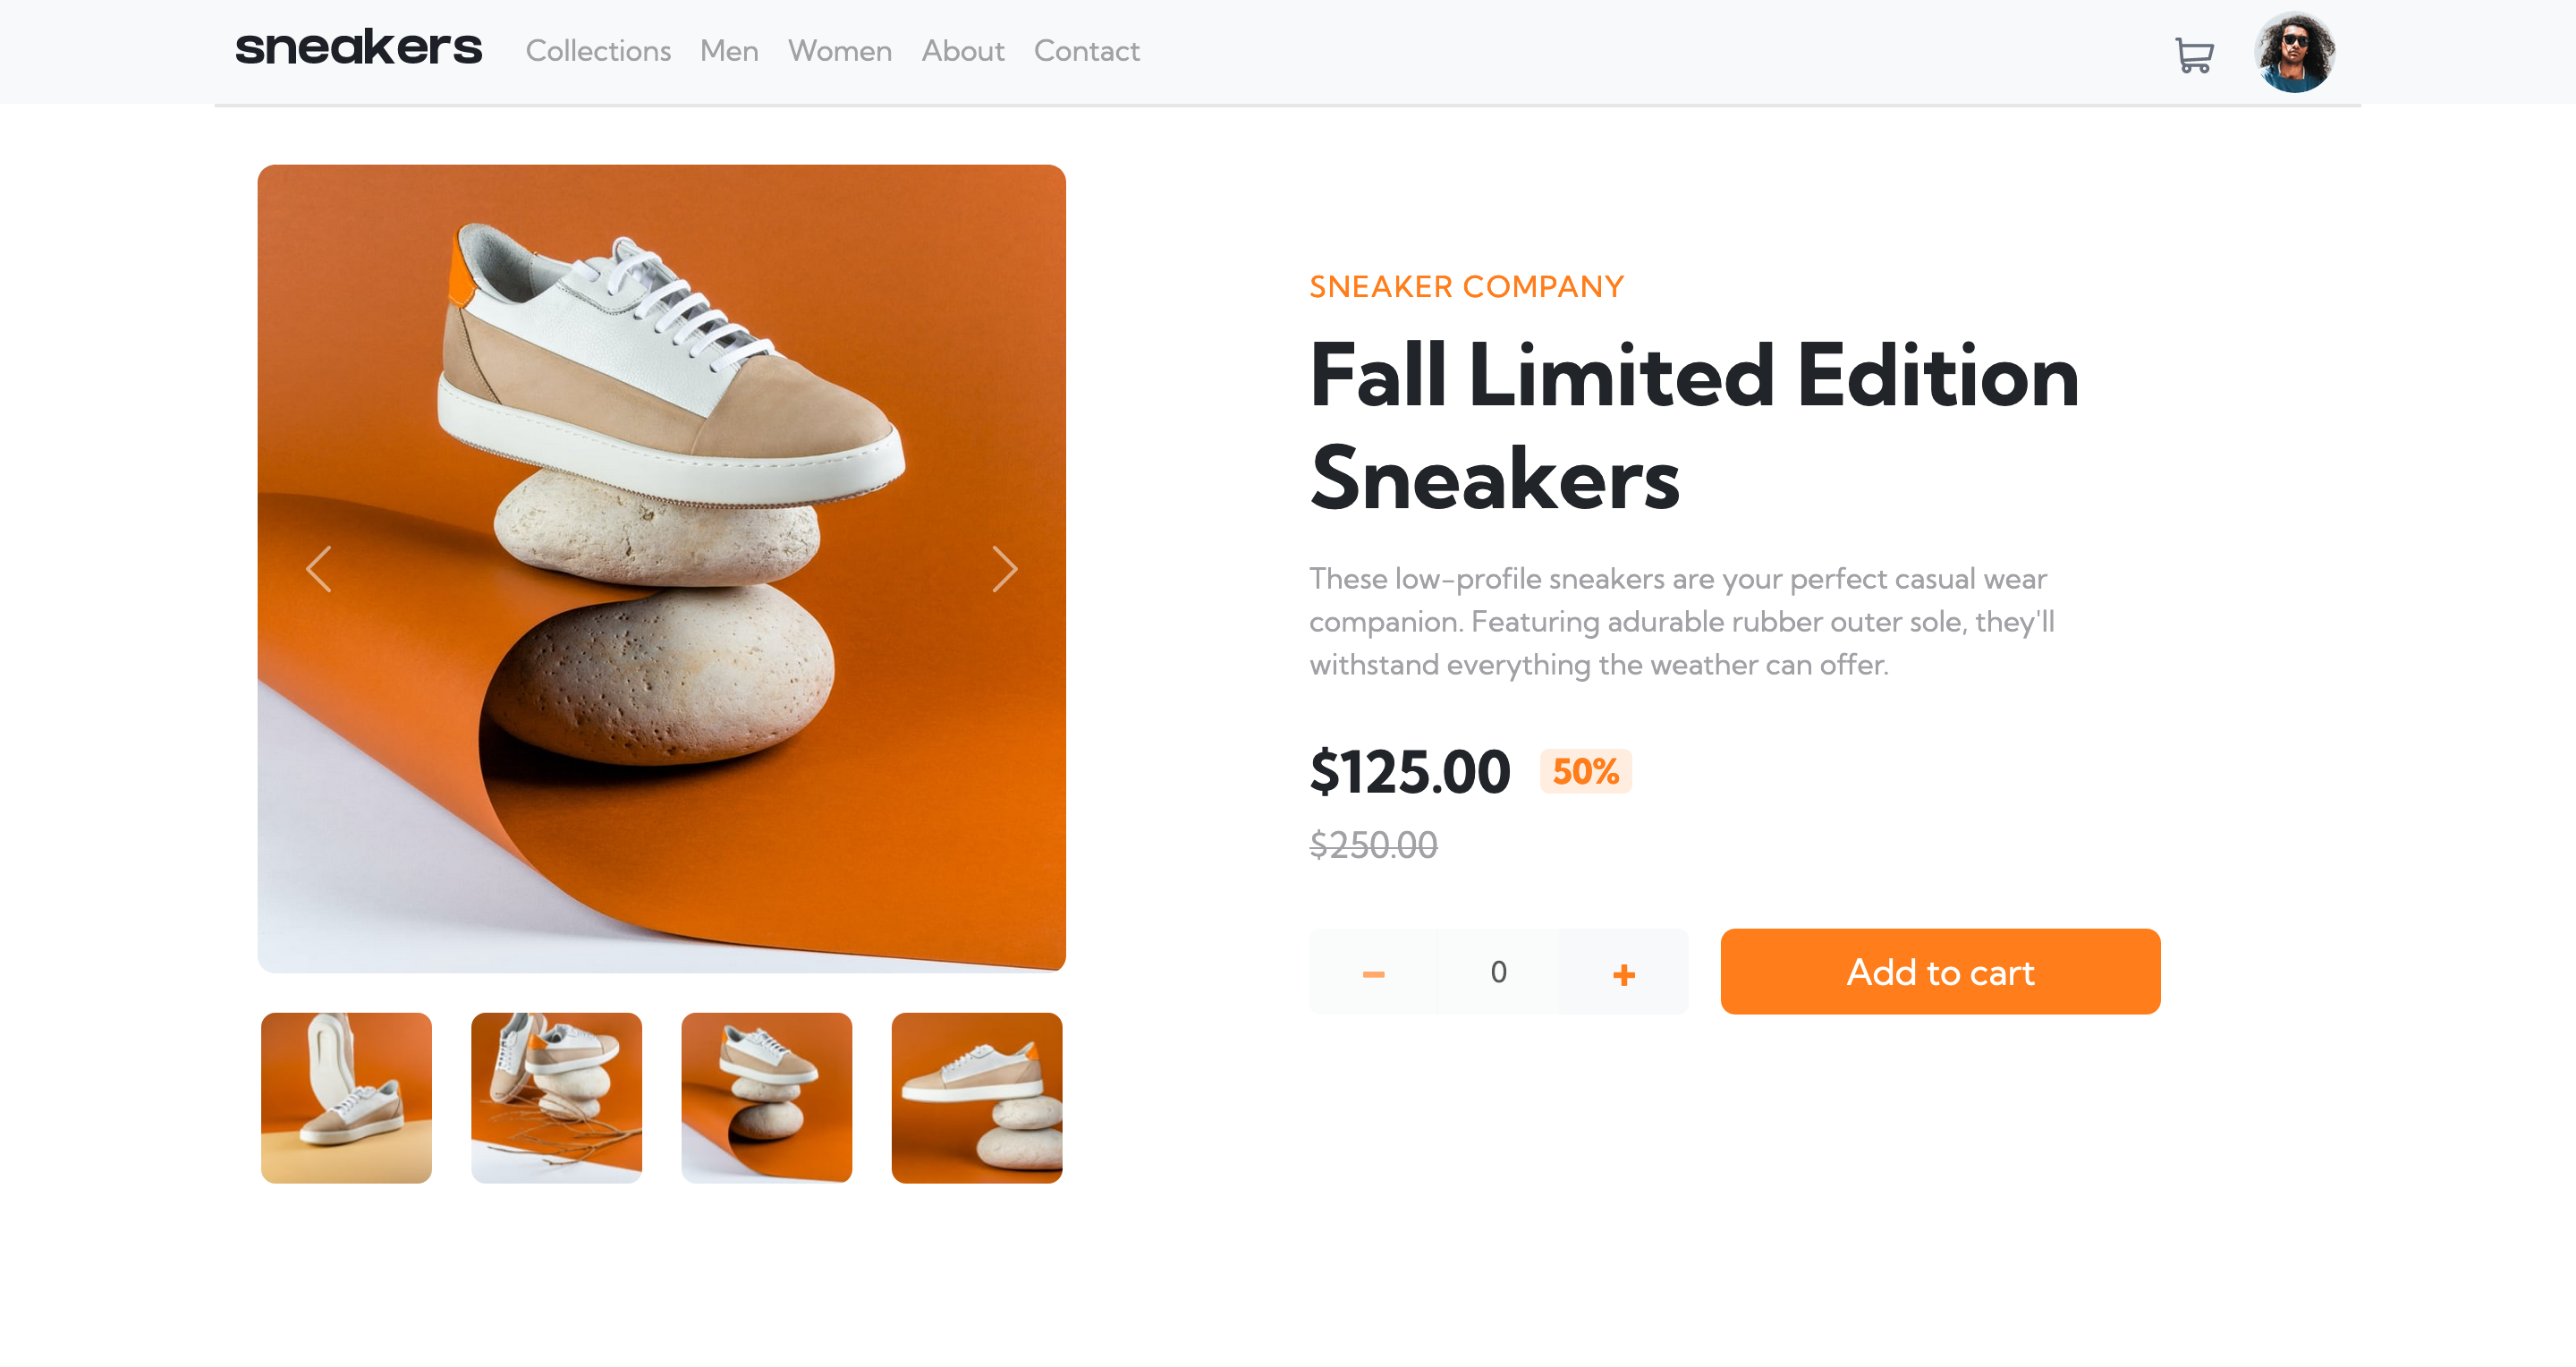 sneakers Collections Men Women About Contact
SNEAKER COMPANY
Fall Limited Edition
Sneakers
These low-profile sneakers are your perfect casual wear
companion. Featuring adurable rubber outer sole, they'll
withstand everything the weather can offer.
$125.00 50%
$250.00
− 0 + Add to cart